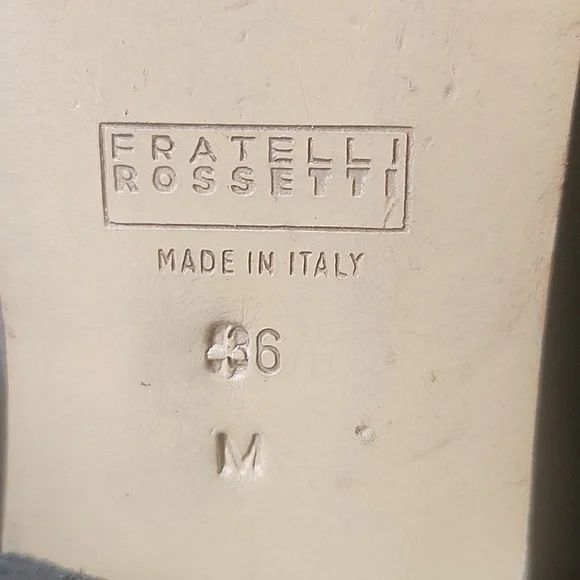 FRATELLI
ROSSETTI
MADE IN ITALY
36
M